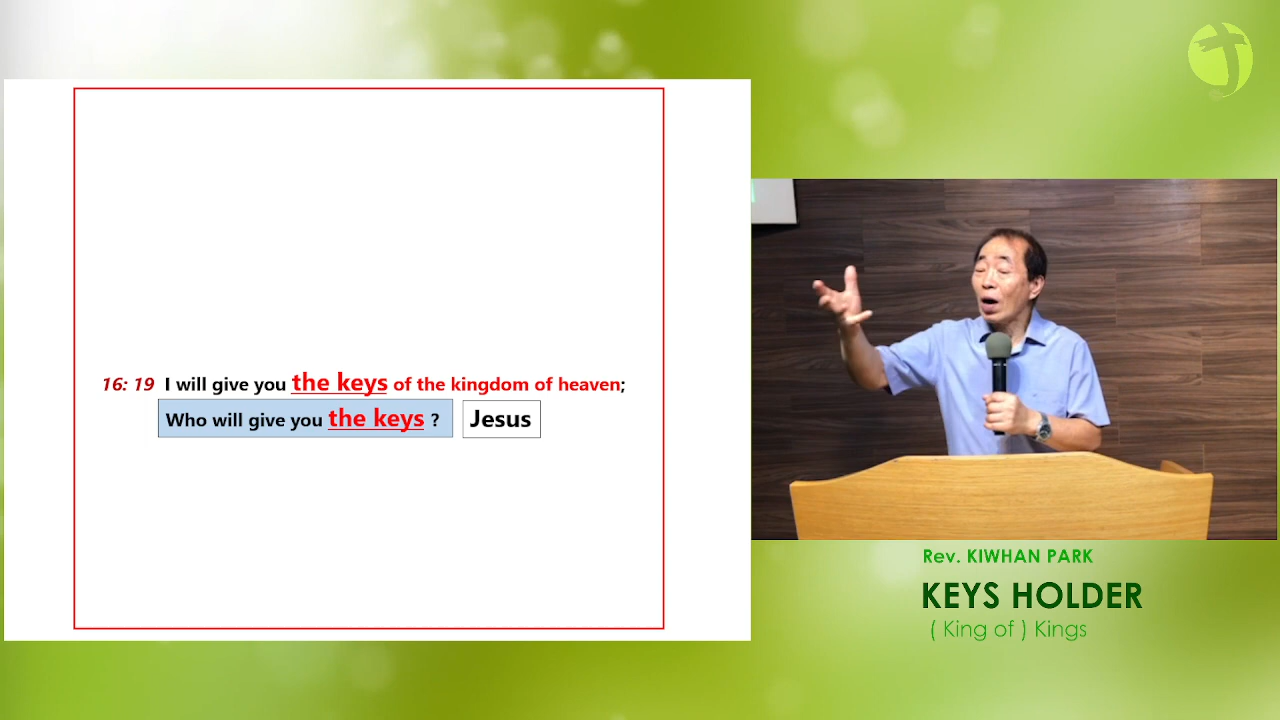 16: 19 I will give you the keys of the kingdom of heaven;
Who will give you the keys ? Jesus
Rev. KIWHAN PARK
KEYS HOLDER
( King of ) Kings